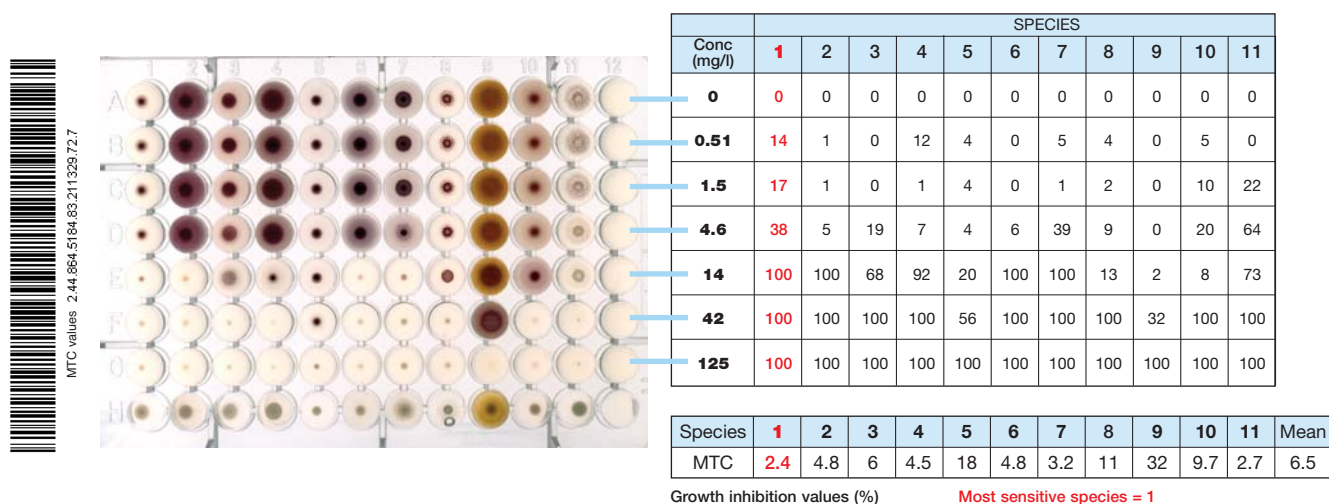 MTC values 2.44.864.5184.83.211329.72.7
1 2 3 4 5 6 7 8 9 10 11 12
A
B
C
D
E
F
G
H
SPECIES
Conc (mg/l) 1 2 3 4 5 6 7 8 9 10 11
0 0 0 0 0 0 0 0 0 0 0 0
0.51 14 1 0 12 4 0 5 4 0 5 0
1.5 17 1 0 1 4 0 1 2 0 10 22
4.6 38 5 19 7 4 6 39 9 0 20 64
14 100 100 68 92 20 100 100 13 2 8 73
42 100 100 100 100 56 100 100 100 32 100 100
125 100 100 100 100 100 100 100 100 100 100 100
Species 1 2 3 4 5 6 7 8 9 10 11 Mean
MTC 2.4 4.8 6 4.5 18 4.8 3.2 11 32 9.7 2.7 6.5
Growth inhibition values (%) Most sensitive species = 1